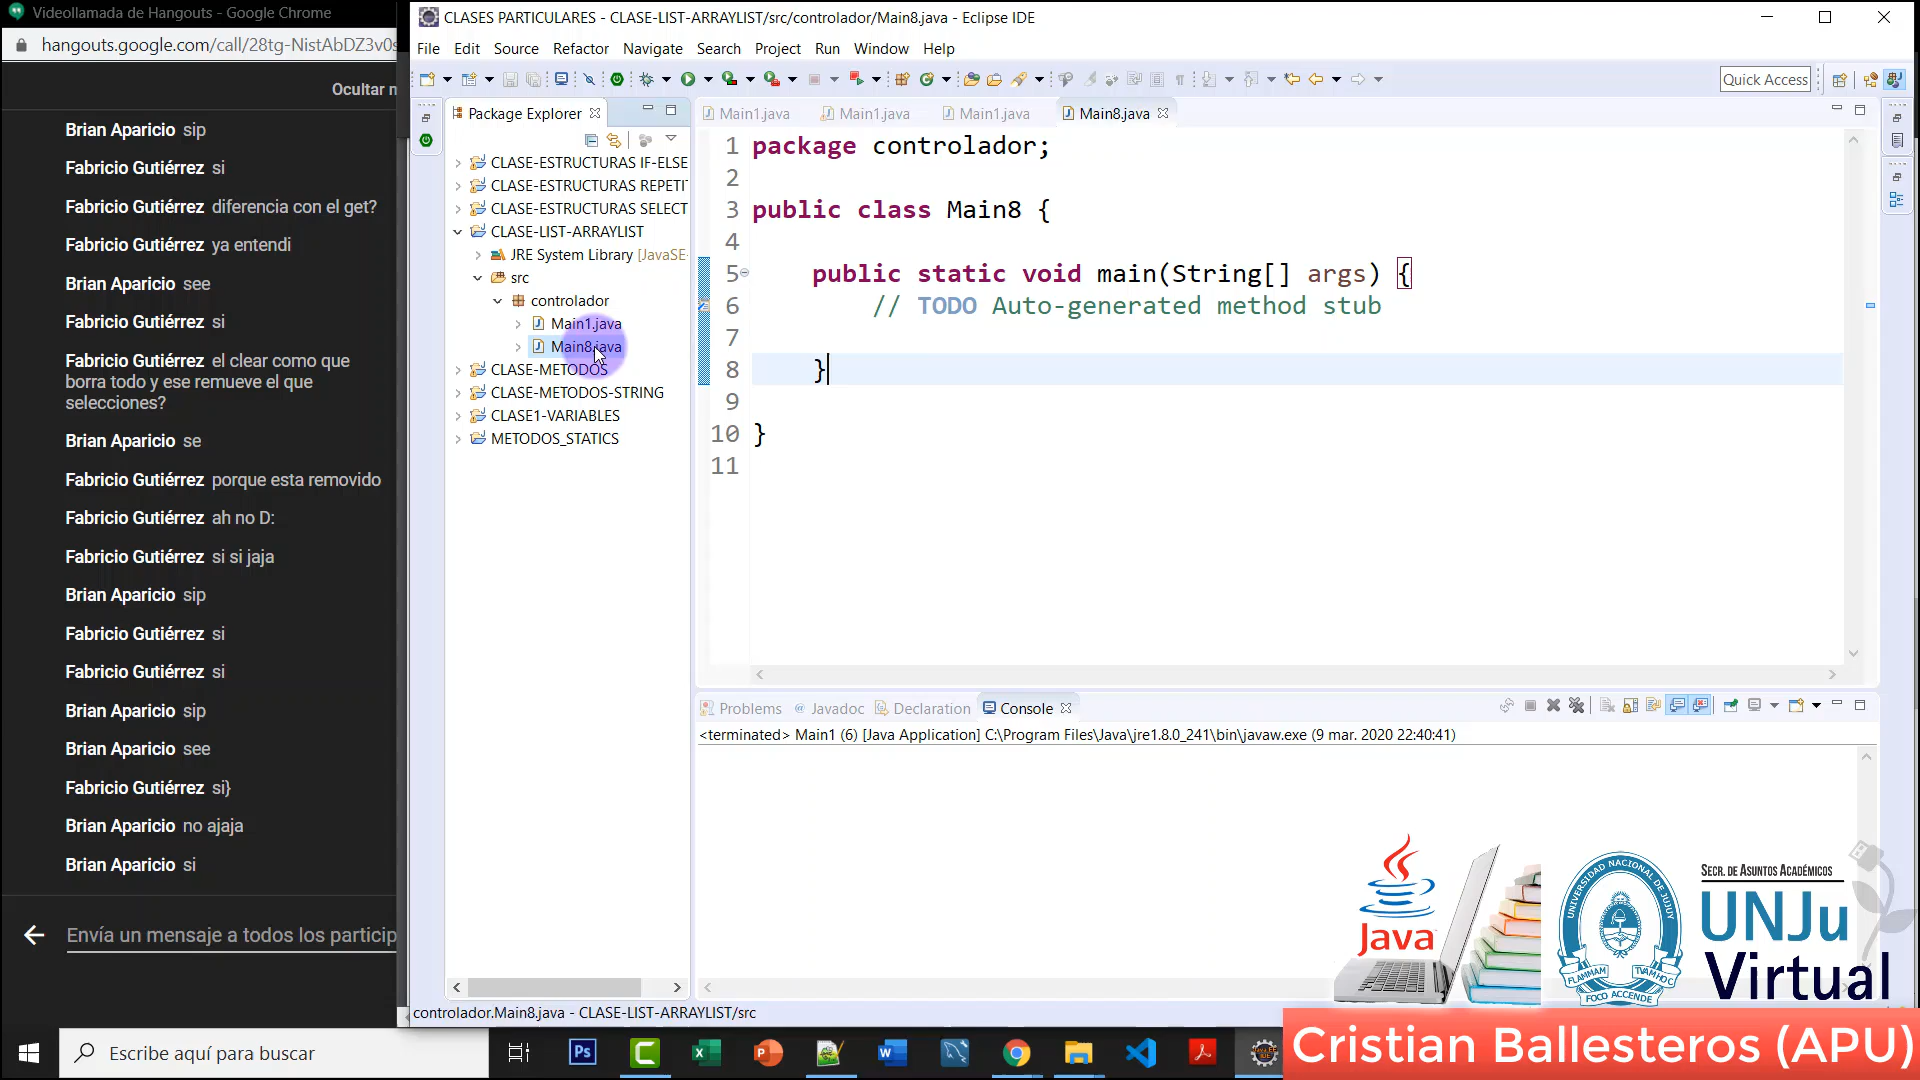 Videollamada de Hangouts - Google Chrome
hangouts.google.com/call/28tg-NistAbDZ3v0s
Ocultar n
Brian Aparicio sip
Fabricio Gutiérrez si
Fabricio Gutiérrez diferencia con el get?
Fabricio Gutiérrez ya entendi
Brian Aparicio see
Fabricio Gutiérrez si
Fabricio Gutiérrez el clear como que
borra todo y ese remueve el que
selecciones?
Brian Aparicio se
Fabricio Gutiérrez porque esta removido
Fabricio Gutiérrez ah no D:
Fabricio Gutiérrez si si jaja
Brian Aparicio sip
Fabricio Gutiérrez si
Fabricio Gutiérrez si
Brian Aparicio sip
Brian Aparicio see
Fabricio Gutiérrez si}
Brian Aparicio no ajaja
Brian Aparicio si
Envía un mensaje a todos los particip
CLASES PARTICULARES - CLASE-LIST-ARRAYLIST/src/controlador/Main8.java - Eclipse IDE
File Edit Source Refactor Navigate Search Project Run Window Help
Quick Access
Package Explorer
CLASE-ESTRUCTURAS IF-ELSE
CLASE-ESTRUCTURAS REPETIT
CLASE-ESTRUCTURAS SELECT
CLASE-LIST-ARRAYLIST
JRE System Library [JavaSE-
src
controlador
Main1.java
Main8.java
CLASE-METODOS
CLASE-METODOS-STRING
CLASE1-VARIABLES
METODOS_STATICS
Main1.java Main1.java Main1.java Main8.java
1 package controlador;
2
3 public class Main8 {
4
5 public static void main(String[] args) {
6 // TODO Auto-generated method stub
7
8 }
9
10 }
11
Problems @ Javadoc Declaration Console
<terminated> Main1 (6) [Java Application] C:\Program Files\Java\jre1.8.0_241\bin\javaw.exe (9 mar. 2020 22:40:41)
Java
UNIVERSIDAD NACIONAL DE JUJUY
FLAMMAM TVAM HOC
FOCO ACCENDE
SECR. DE ASUNTOS ACADÉMICOS
UNJu
Virtual
controlador.Main8.java - CLASE-LIST-ARRAYLIST/src
Escribe aquí para buscar
Cristian Ballesteros (APU)